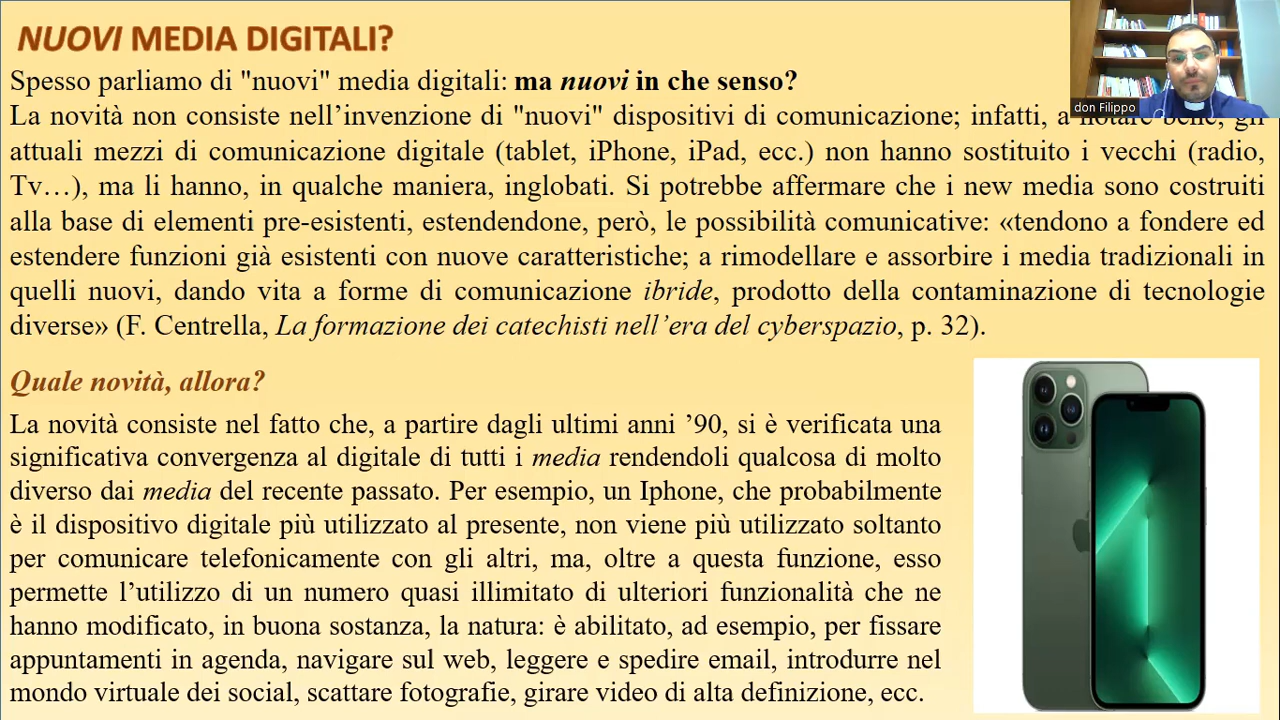 NUOVI MEDIA DIGITALI?
Spesso parliamo di "nuovi" media digitali: ma nuovi in che senso?
La novità non consiste nell’invenzione di "nuovi" dispositivi di comunicazione; infatti, a notare bene, gli
attuali mezzi di comunicazione digitale (tablet, iPhone, iPad, ecc.) non hanno sostituito i vecchi (radio,
Tv…), ma li hanno, in qualche maniera, inglobati. Si potrebbe affermare che i new media sono costruiti
alla base di elementi pre-esistenti, estendendone, però, le possibilità comunicative: «tendono a fondere ed
estendere funzioni già esistenti con nuove caratteristiche; a rimodellare e assorbire i media tradizionali in
quelli nuovi, dando vita a forme di comunicazione ibride, prodotto della contaminazione di tecnologie
diverse» (F. Centrella, La formazione dei catechisti nell’era del cyberspazio, p. 32).
Quale novità, allora?
La novità consiste nel fatto che, a partire dagli ultimi anni ’90, si è verificata una
significativa convergenza al digitale di tutti i media rendendoli qualcosa di molto
diverso dai media del recente passato. Per esempio, un Iphone, che probabilmente
è il dispositivo digitale più utilizzato al presente, non viene più utilizzato soltanto
per comunicare telefonicamente con gli altri, ma, oltre a questa funzione, esso
permette l’utilizzo di un numero quasi illimitato di ulteriori funzionalità che ne
hanno modificato, in buona sostanza, la natura: è abilitato, ad esempio, per fissare
appuntamenti in agenda, navigare sul web, leggere e spedire email, introdurre nel
mondo virtuale dei social, scattare fotografie, girare video di alta definizione, ecc.
don Filippo